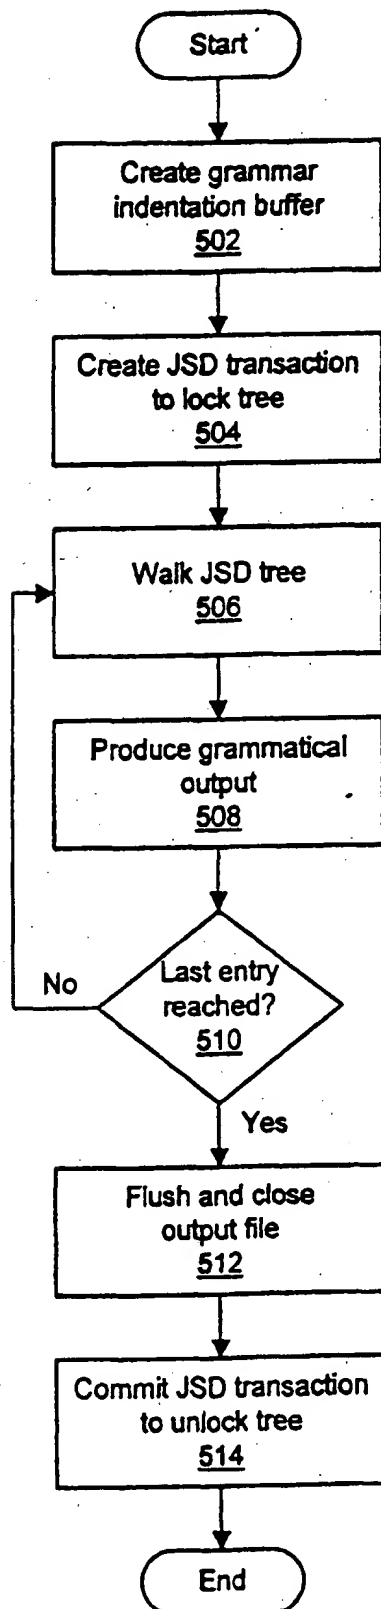 Start
Create grammar
indentation buffer
502
Create JSD transaction
to lock tree
504
Walk JSD tree
506
Produce grammatical
output
508
Last entry
reached?
510
No
Yes
Flush and close
output file
512
Commit JSD transaction
to unlock tree
514
End